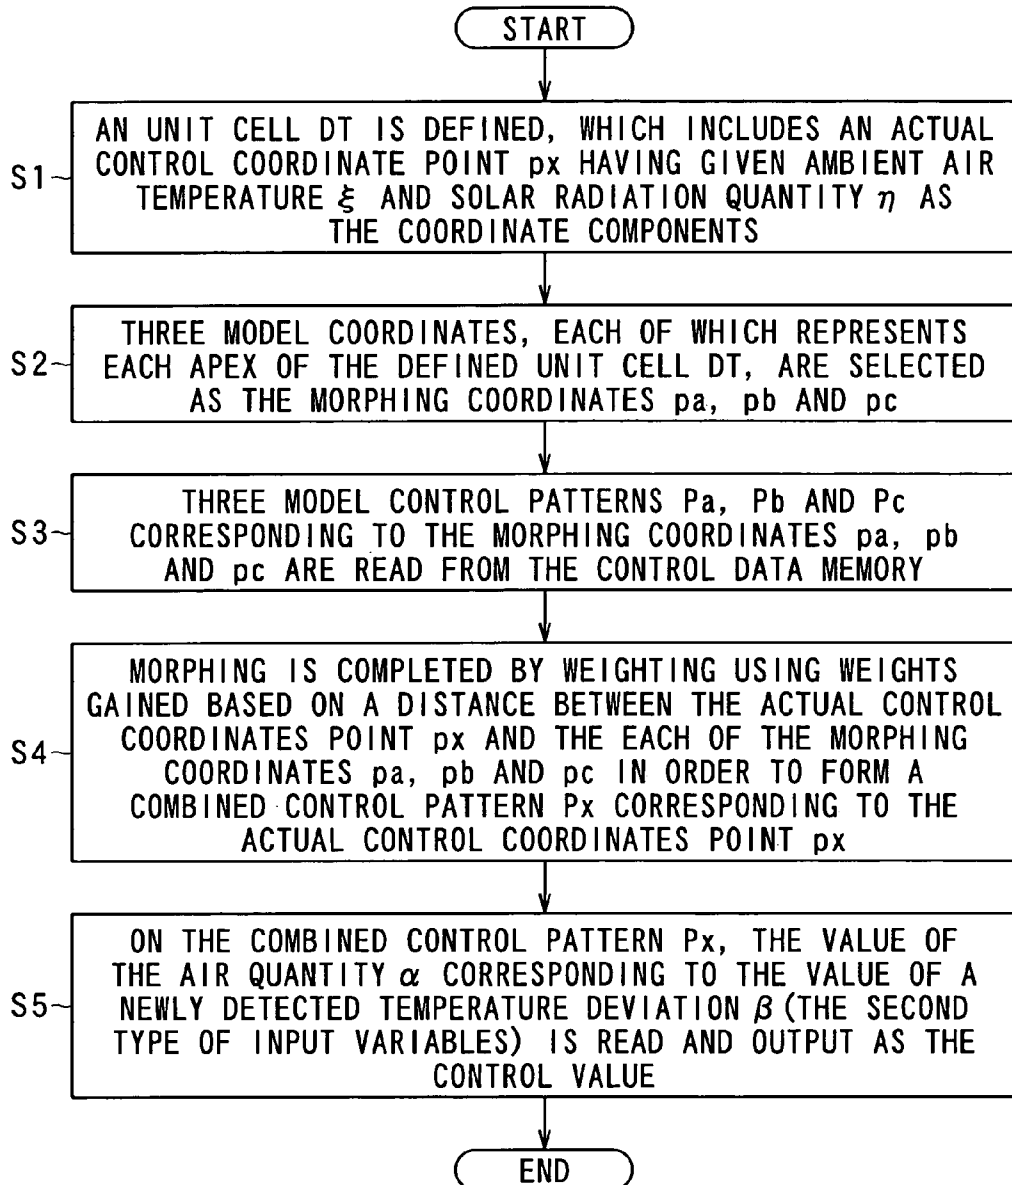 START
S1
AN UNIT CELL DT IS DEFINED, WHICH INCLUDES AN ACTUAL
CONTROL COORDINATE POINT px HAVING GIVEN AMBIENT AIR
TEMPERATURE ξ AND SOLAR RADIATION QUANTITY η AS
THE COORDINATE COMPONENTS
S2
THREE MODEL COORDINATES, EACH OF WHICH REPRESENTS
EACH APEX OF THE DEFINED UNIT CELL DT, ARE SELECTED
AS THE MORPHING COORDINATES pa, pb AND pc
S3
THREE MODEL CONTROL PATTERNS Pa, Pb AND Pc
CORRESPONDING TO THE MORPHING COORDINATES pa, pb
AND pc ARE READ FROM THE CONTROL DATA MEMORY
S4
MORPHING IS COMPLETED BY WEIGHTING USING WEIGHTS
GAINED BASED ON A DISTANCE BETWEEN THE ACTUAL CONTROL
COORDINATES POINT px AND THE EACH OF THE MORPHING
COORDINATES pa, pb AND pc IN ORDER TO FORM A
COMBINED CONTROL PATTERN Px CORRESPONDING TO THE
ACTUAL CONTROL COORDINATES POINT px
S5
ON THE COMBINED CONTROL PATTERN Px, THE VALUE OF
THE AIR QUANTITY α CORRESPONDING TO THE VALUE OF A
NEWLY DETECTED TEMPERATURE DEVIATION β (THE SECOND
TYPE OF INPUT VARIABLES) IS READ AND OUTPUT AS THE
CONTROL VALUE
END